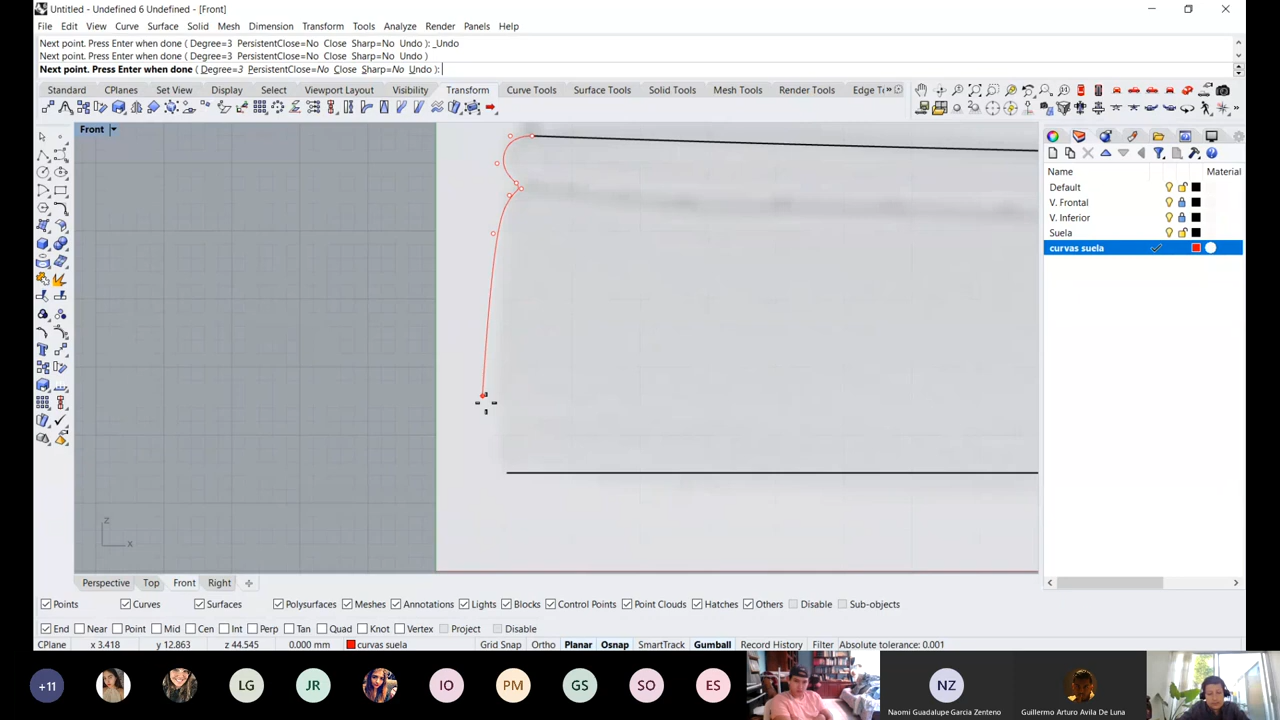 Untitled - Undefined 6 Undefined - [Front]
File Edit View Curve Surface Solid Mesh Dimension Transform Tools Analyze Render Panels Help
Next point. Press Enter when done ( Degree=3 PersistentClose=No Close Sharp=No Undo ): _Undo
Next point. Press Enter when done ( Degree=3 PersistentClose=No Close Sharp=No Undo )
Next point. Press Enter when done ( Degree=3 PersistentClose=No Close Sharp=No Undo ):
Standard CPlanes Set View Display Select Viewport Layout Visibility Transform Curve Tools Surface Tools Solid Tools Mesh Tools Render Tools Edge T
Front
Name Material
Default
V. Frontal
V. Inferior
Suela
curvas suela
z
x
Perspective Top Front Right
Points Curves Surfaces Polysurfaces Meshes Annotations Lights Blocks Control Points Point Clouds Hatches Others Disable Sub-objects
End Near Point Mid Cen Int Perp Tan Quad Knot Vertex Project Disable
CPlane x 3.418 y 12.863 z 44.545 0.000 mm curvas suela Grid Snap Ortho Planar Osnap SmartTrack Gumball Record History Filter Absolute tolerance: 0.001
+11 LG JR IO PM GS SO ES NZ
Naomi Guadalupe Garcia Zenteno Guillermo Arturo Avila De Luna